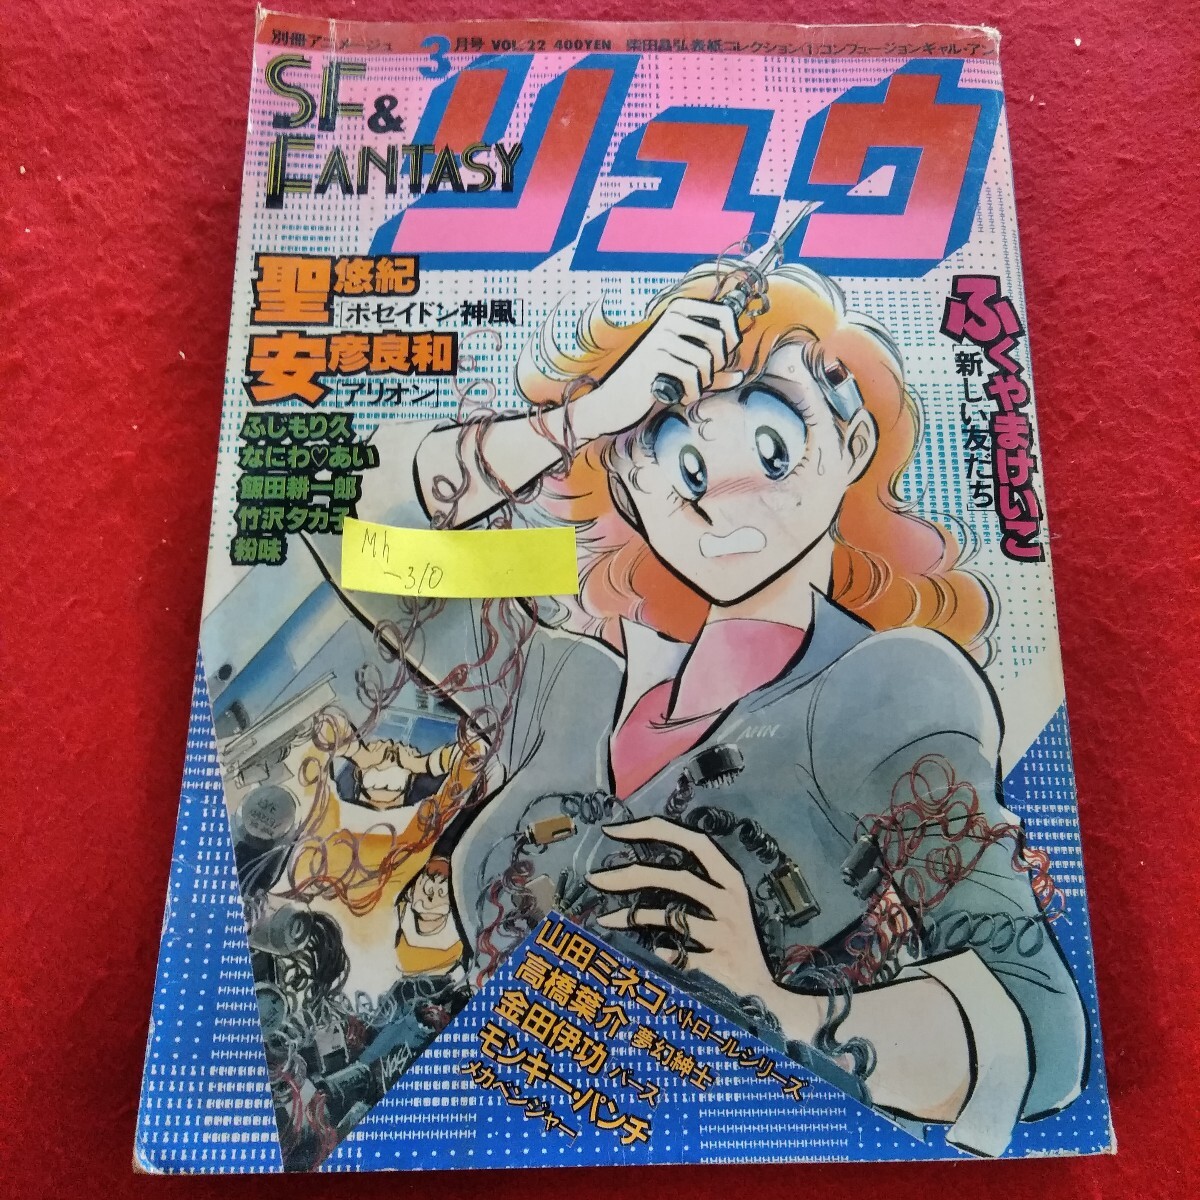 別冊アニメージュ 3月号 VOL.22 400YEN 柴田昌弘表紙コレクション(1)コンフュージョンギャル・アン
SF & FANTASY
リュウ
聖悠紀
[ポセイドン神風]
安彦良和
[アリオン]
ふじもり久
なにわ♡あい
飯田耕一郎
竹沢タカ子
粉味
ふくやまけいこ
「新しい友だち」
Mh
-310
ANN
山田ミネコ パトロールシリーズ
高橋葉介 夢幻紳士
金田伊功 バース
モンキー・パンチ
メカベンジャー
MASA.